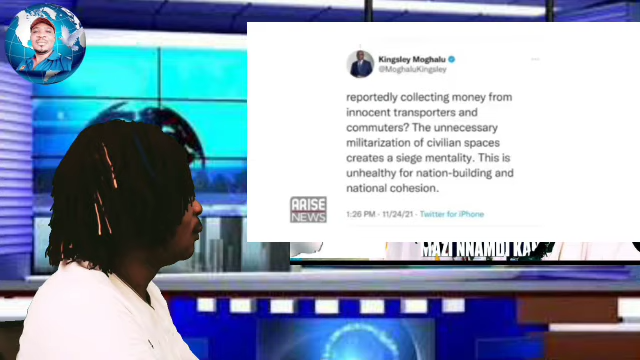 Kingsley Moghalu
@MoghaluKingsley
reportedly collecting money from
innocent transporters and
commuters? The unnecessary
militarization of civilian spaces
creates a siege mentality. This is
unhealthy for nation-building and
national cohesion.
ARISE
NEWS
1:26 PM · 11/24/21 · Twitter for iPhone
MAZI NNAMDI